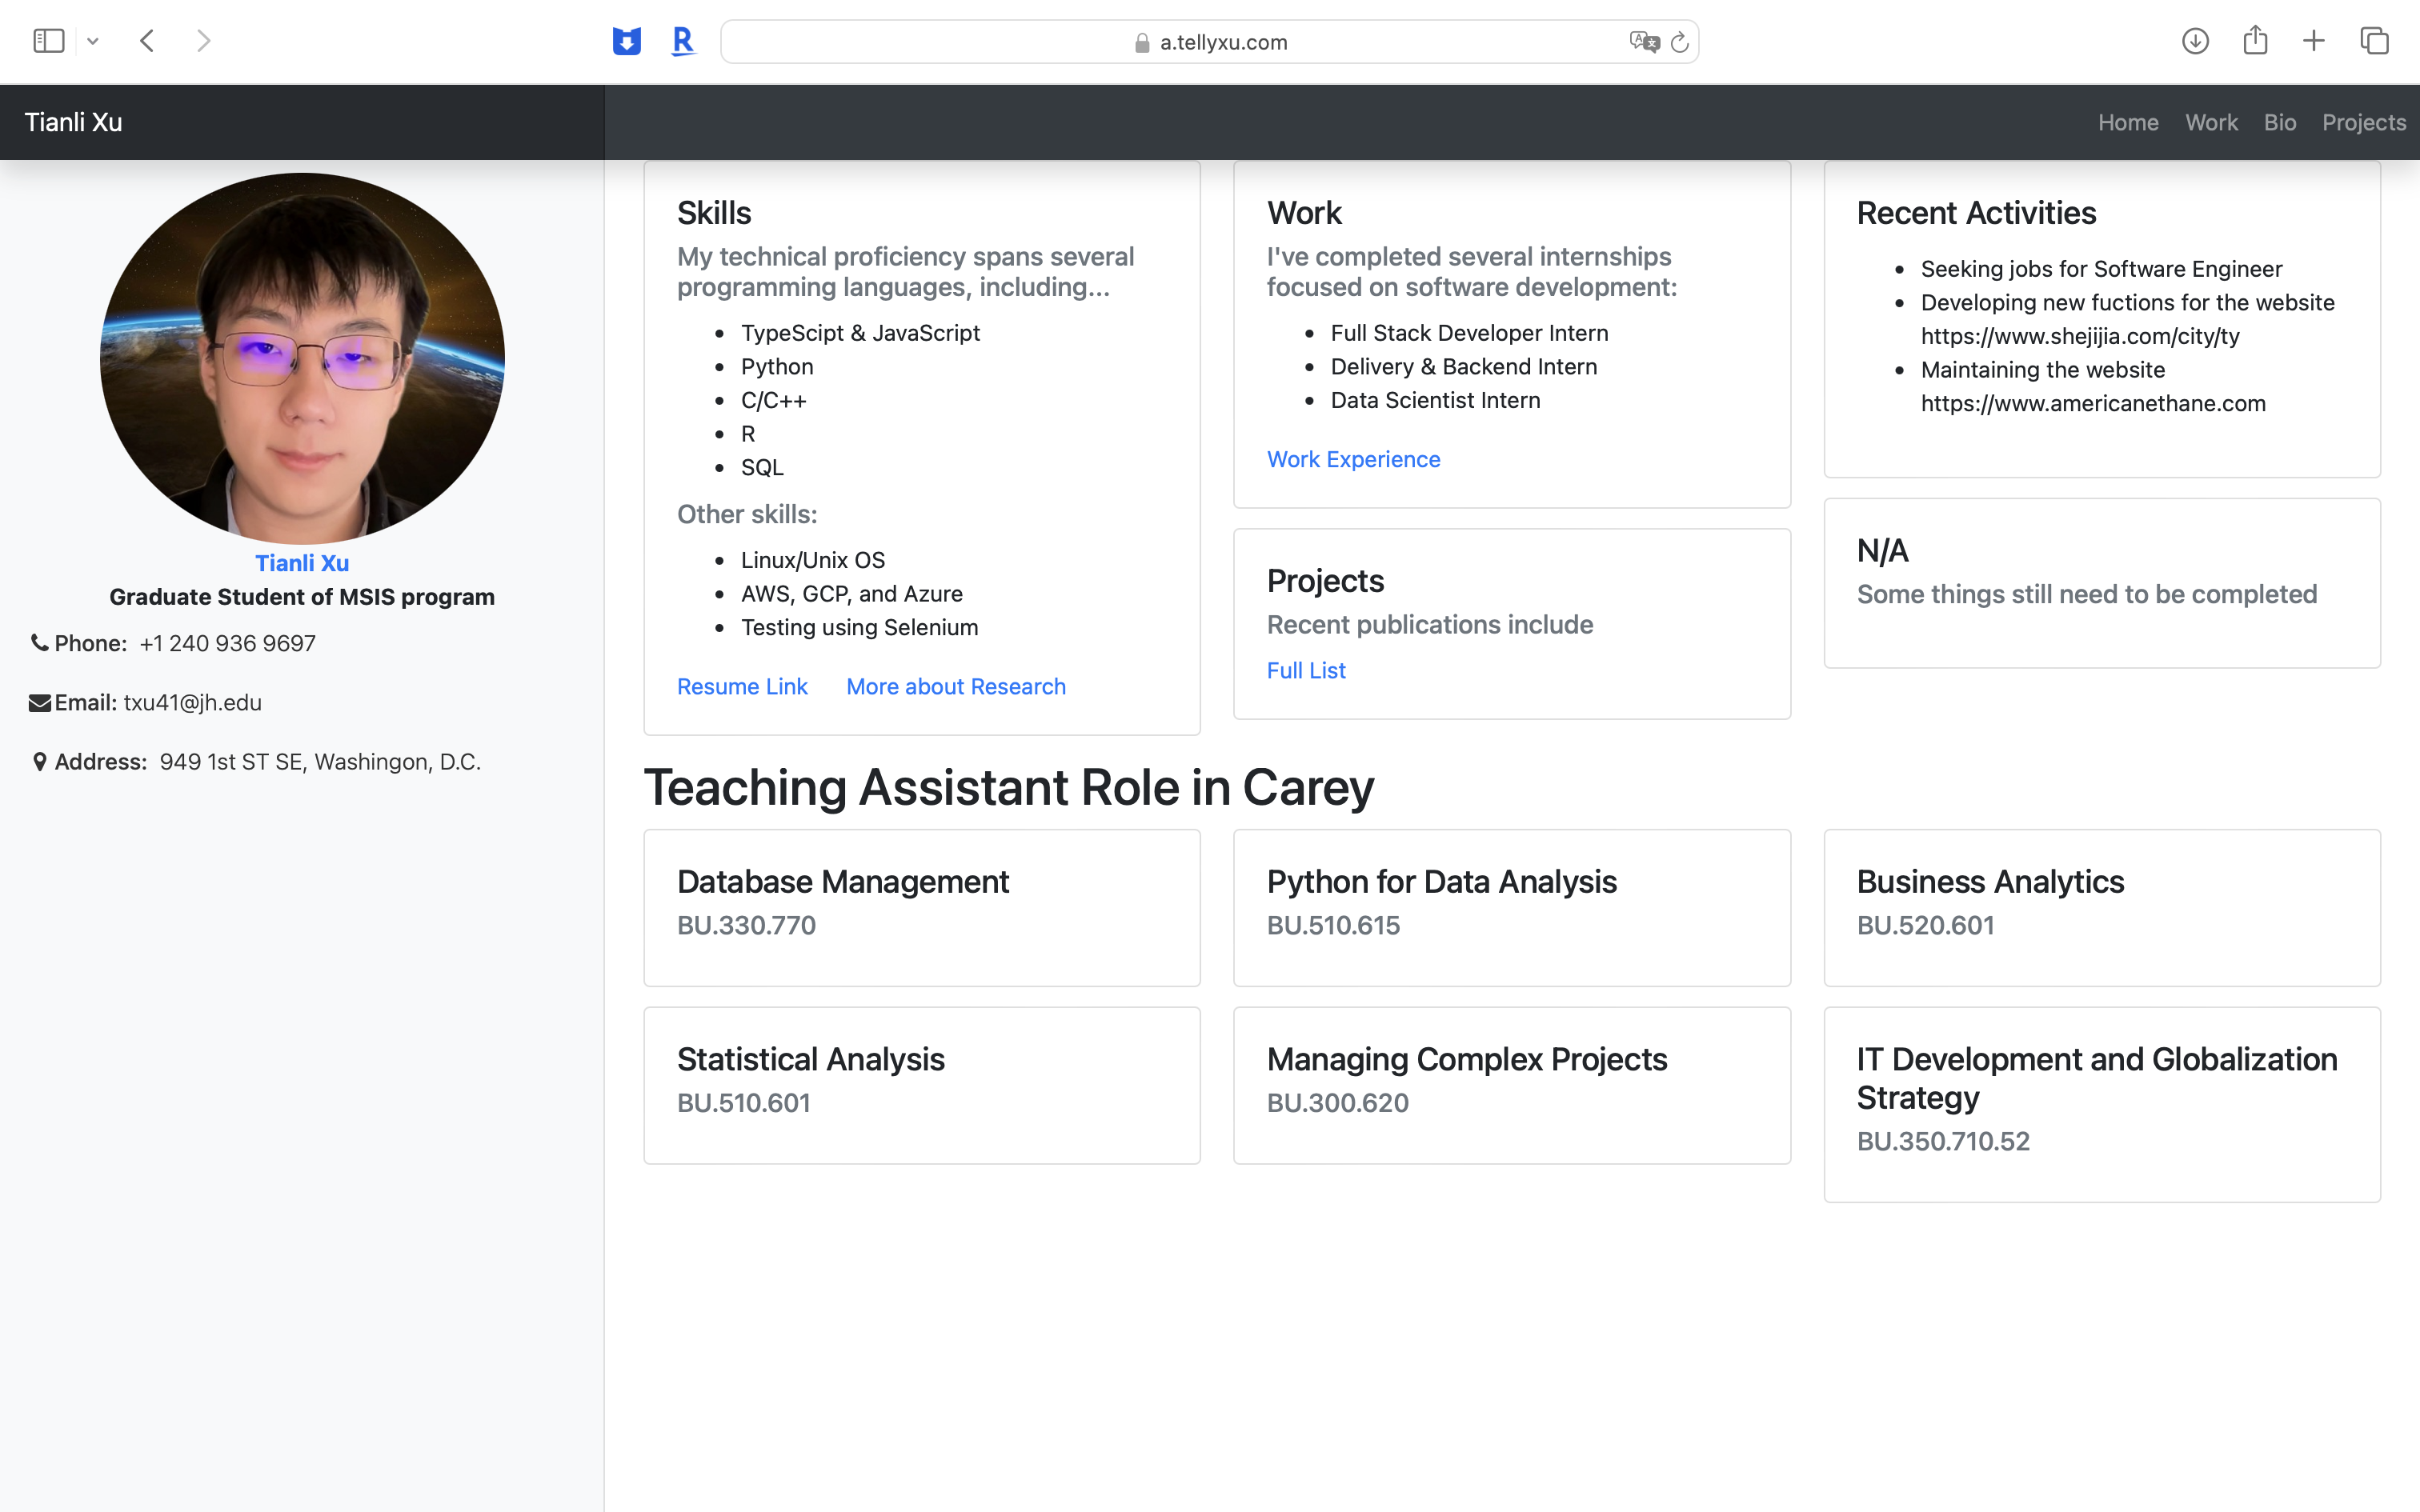 a.tellyxu.com
Tianli Xu
Home Work Bio Projects
Tianli Xu
Graduate Student of MSIS program
Phone: +1 240 936 9697
Email: txu41@jh.edu
Address: 949 1st ST SE, Washingon, D.C.
Skills
My technical proficiency spans several
programming languages, including...
TypeScipt & JavaScript
Python
C/C++
R
SQL
Other skills:
Linux/Unix OS
AWS, GCP, and Azure
Testing using Selenium
Resume Link More about Research
Work
I've completed several internships
focused on software development:
Full Stack Developer Intern
Delivery & Backend Intern
Data Scientist Intern
Work Experience
Projects
Recent publications include
Full List
Recent Activities
Seeking jobs for Software Engineer
Developing new fuctions for the website
https://www.shejijia.com/city/ty
Maintaining the website
https://www.americanethane.com
N/A
Some things still need to be completed
Teaching Assistant Role in Carey
Database Management
BU.330.770
Python for Data Analysis
BU.510.615
Business Analytics
BU.520.601
Statistical Analysis
BU.510.601
Managing Complex Projects
BU.300.620
IT Development and Globalization
Strategy
BU.350.710.52